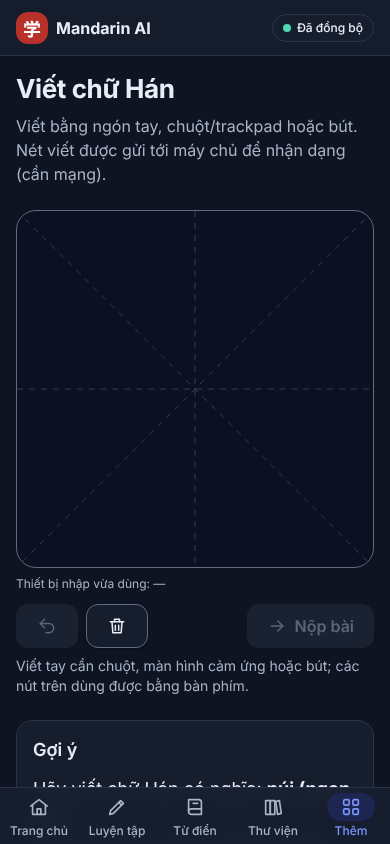 学 Mandarin AI
Đã đồng bộ
Viết chữ Hán
Viết bằng ngón tay, chuột/trackpad hoặc bút.
Nét viết được gửi tới máy chủ để nhận dạng
(cần mạng).
Thiết bị nhập vừa dùng: —
Nộp bài
Viết tay cần chuột, màn hình cảm ứng hoặc bút; các
nút trên dùng được bằng bàn phím.
Gợi ý
Hãy viết chữ Hán có nghĩa: núi (ngọn
Trang chủ
Luyện tập
Từ điển
Thư viện
Thêm